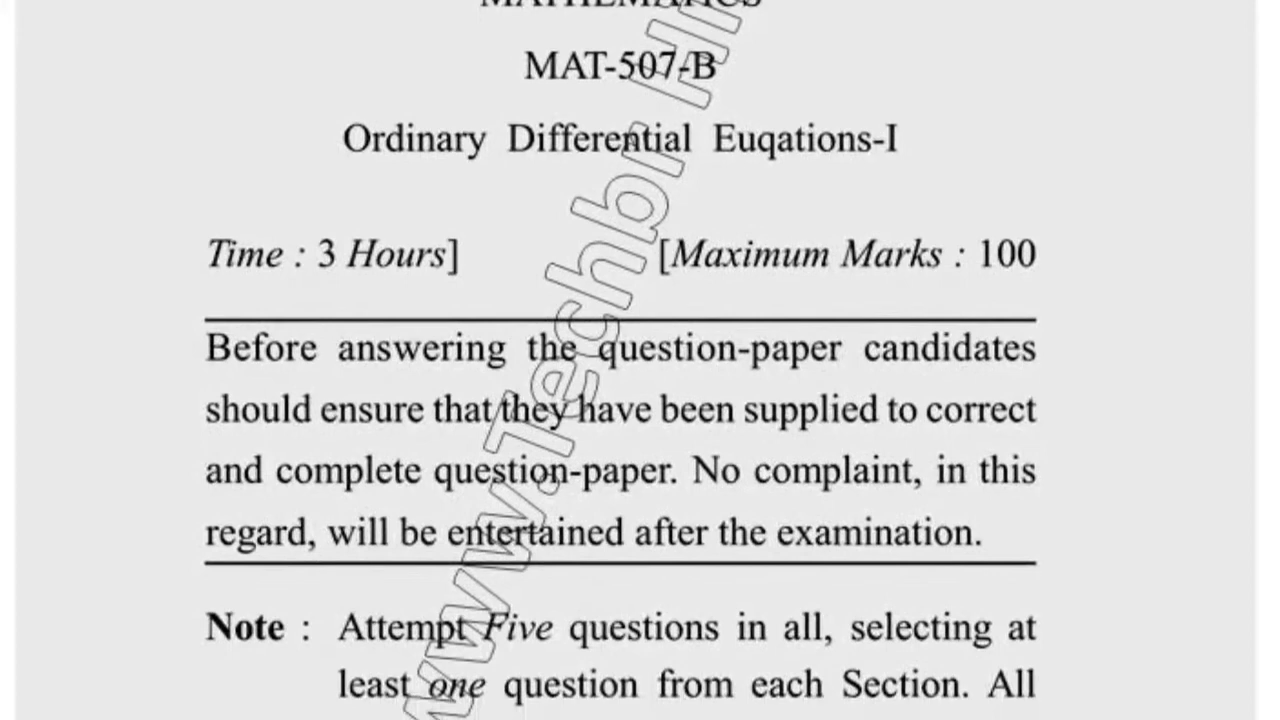 MATHEMATICS
MAT-507-B
Ordinary Differential Euqations-I
Time : 3 Hours] [Maximum Marks : 100
Before answering the question-paper candidates
should ensure that they have been supplied to correct
and complete question-paper. No complaint, in this
regard, will be entertained after the examination.
Note : Attempt Five questions in all, selecting at
least one question from each Section. All